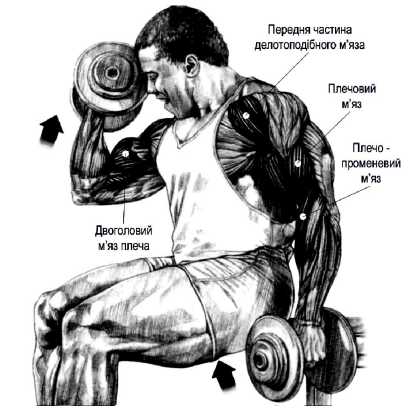 Передня частина
делотоподібного м'яза
Плечовий
м'яз
Плечо -
променевий
м'яз
Двоголовий
м'яз плеча